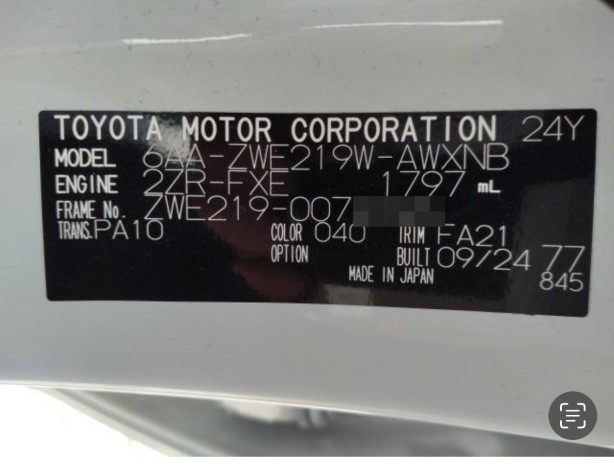 TOYOTA MOTOR CORPORATION 24Y
MODEL 6AA-ZWE219W-AWXNB
ENGINE 2ZR-FXE 1797 mL
FRAME No. ZWE219-007
TRANS. PA10 COLOR 040 TRIM FA21
OPTION BUILT 09/24 77
MADE IN JAPAN 845